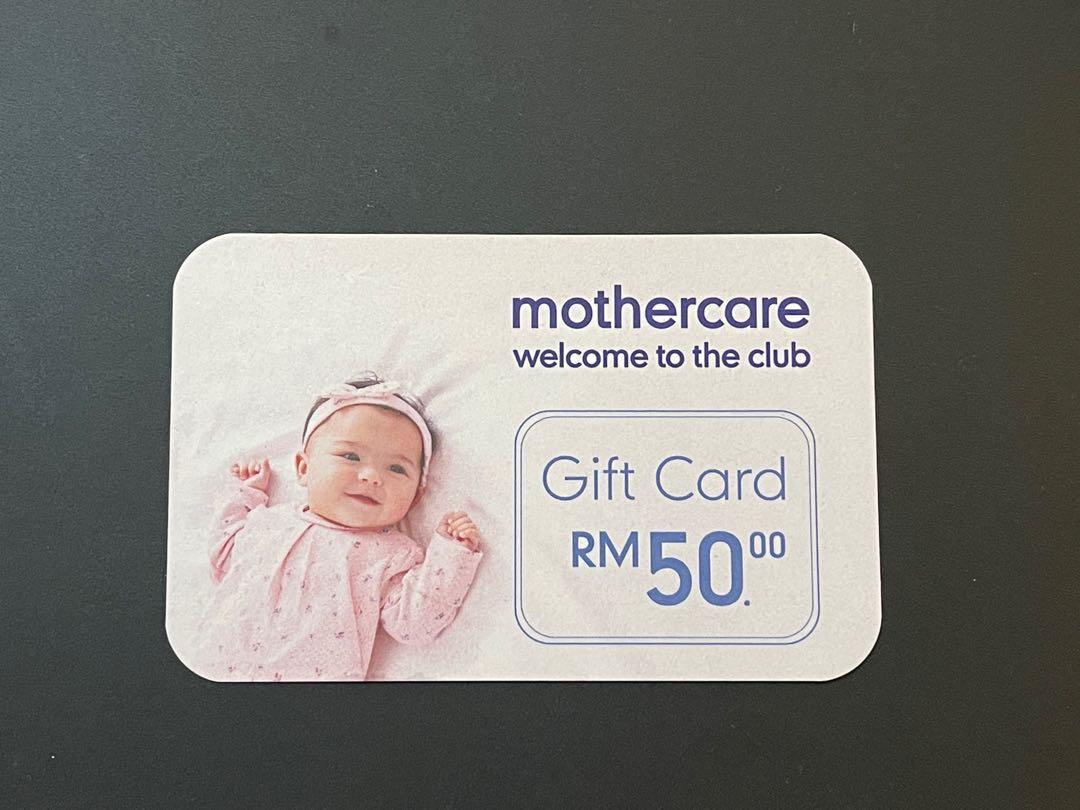 mothercare
welcome to the club
Gift Card
RM50.00